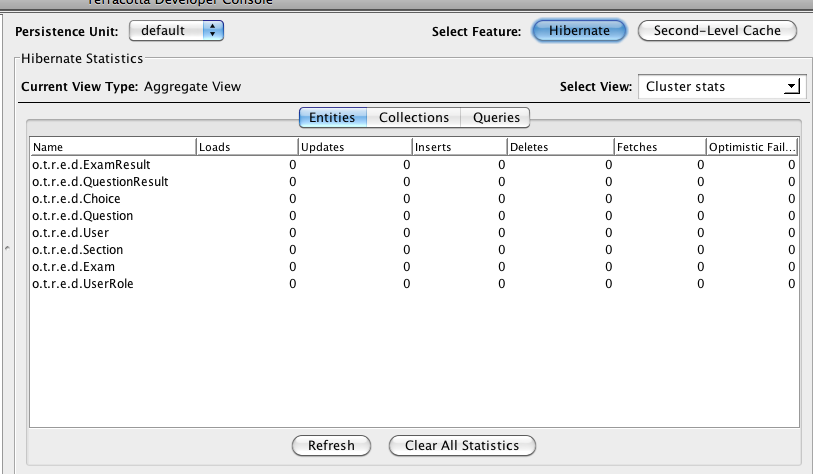 Terracotta Developer Console
Persistence Unit: default Select Feature: Hibernate Second-Level Cache
Hibernate Statistics
Current View Type: Aggregate View Select View: Cluster stats
Entities Collections Queries
Name Loads Updates Inserts Deletes Fetches Optimistic Fail...
o.t.r.e.d.ExamResult 0 0 0 0 0 0
o.t.r.e.d.QuestionResult 0 0 0 0 0 0
o.t.r.e.d.Choice 0 0 0 0 0 0
o.t.r.e.d.Question 0 0 0 0 0 0
o.t.r.e.d.User 0 0 0 0 0 0
o.t.r.e.d.Section 0 0 0 0 0 0
o.t.r.e.d.Exam 0 0 0 0 0 0
o.t.r.e.d.UserRole 0 0 0 0 0 0
Refresh Clear All Statistics